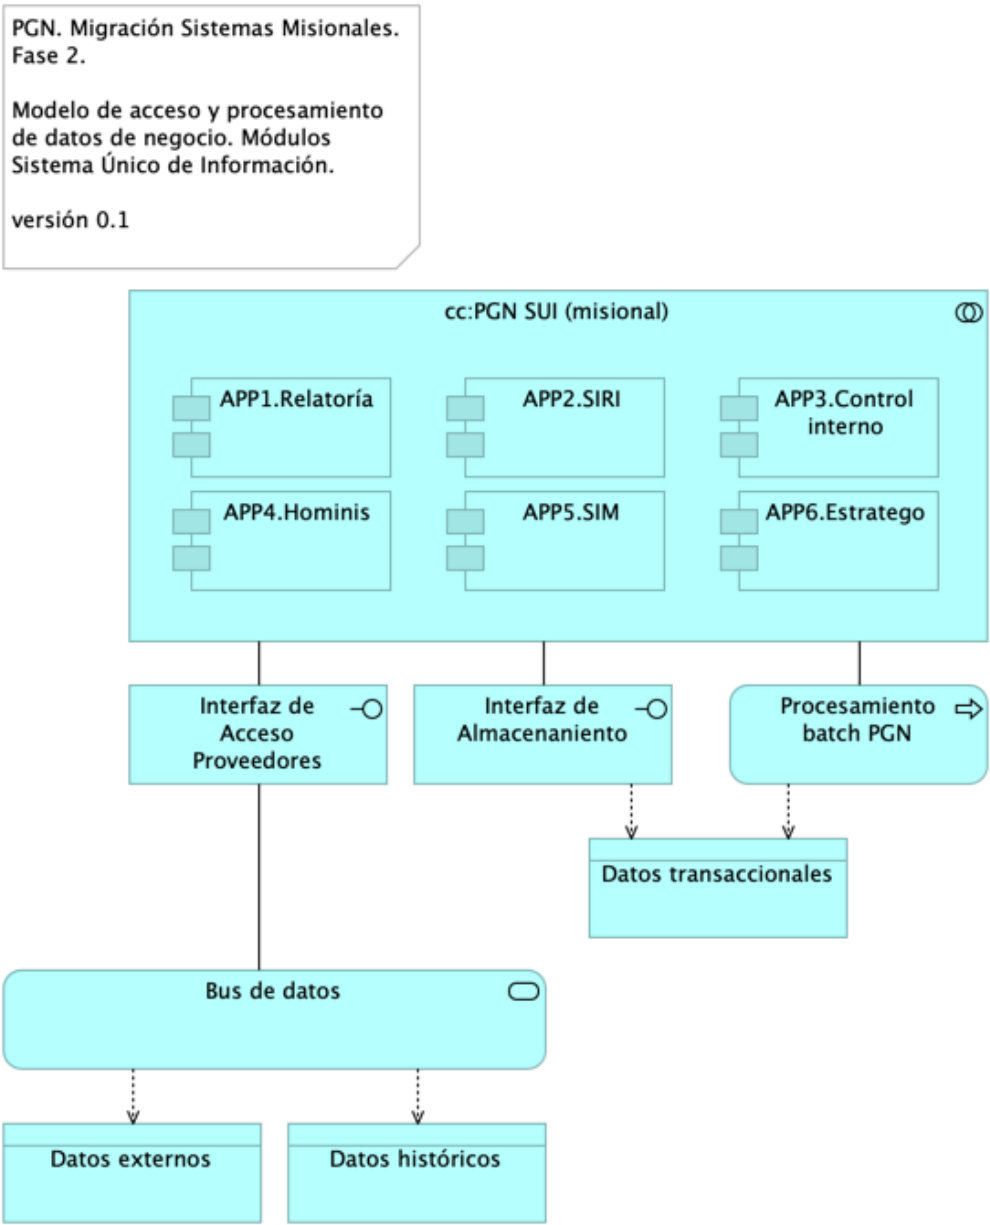 PGN. Migración Sistemas Misionales.
Fase 2.
Modelo de acceso y procesamiento
de datos de negocio. Módulos
Sistema Único de Información.
versión 0.1
cc:PGN SUI (misional)
APP1.Relatoría
APP2.SIRI
APP3.Control
interno
APP4.Hominis
APP5.SIM
APP6.Estratego
Interfaz de
Acceso
Proveedores
Interfaz de
Almacenaniento
Procesamiento
batch PGN
Datos transaccionales
Bus de datos
Datos externos
Datos históricos